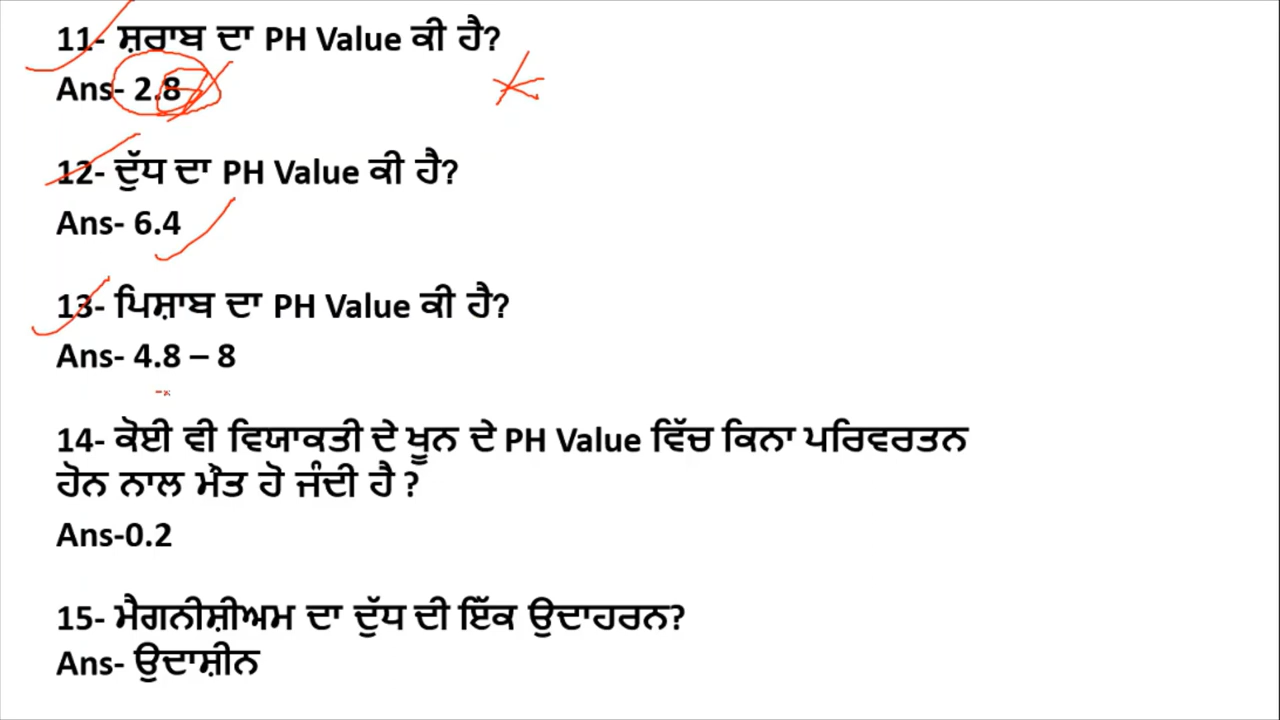 11- ਸ਼ਰਾਬ ਦਾ PH Value ਕੀ ਹੈ?
Ans- 2.8
12- ਦੁੱਧ ਦਾ PH Value ਕੀ ਹੈ?
Ans- 6.4
13- ਪਿਸ਼ਾਬ ਦਾ PH Value ਕੀ ਹੈ?
Ans- 4.8 – 8
14- ਕੋਈ ਵੀ ਵਿਯਾਕਤੀ ਦੇ ਖੂਨ ਦੇ PH Value ਵਿੱਚ ਕਿਨਾ ਪਰਿਵਰਤਨ
ਹੋਨ ਨਾਲ ਮੌਤ ਹੋ ਜੰਦੀ ਹੈ ?
Ans-0.2
15- ਮੈਗਨੀਸ਼ੀਅਮ ਦਾ ਦੁੱਧ ਦੀ ਇੱਕ ਉਦਾਹਰਨ?
Ans- ਉਦਾਸ਼ੀਨ